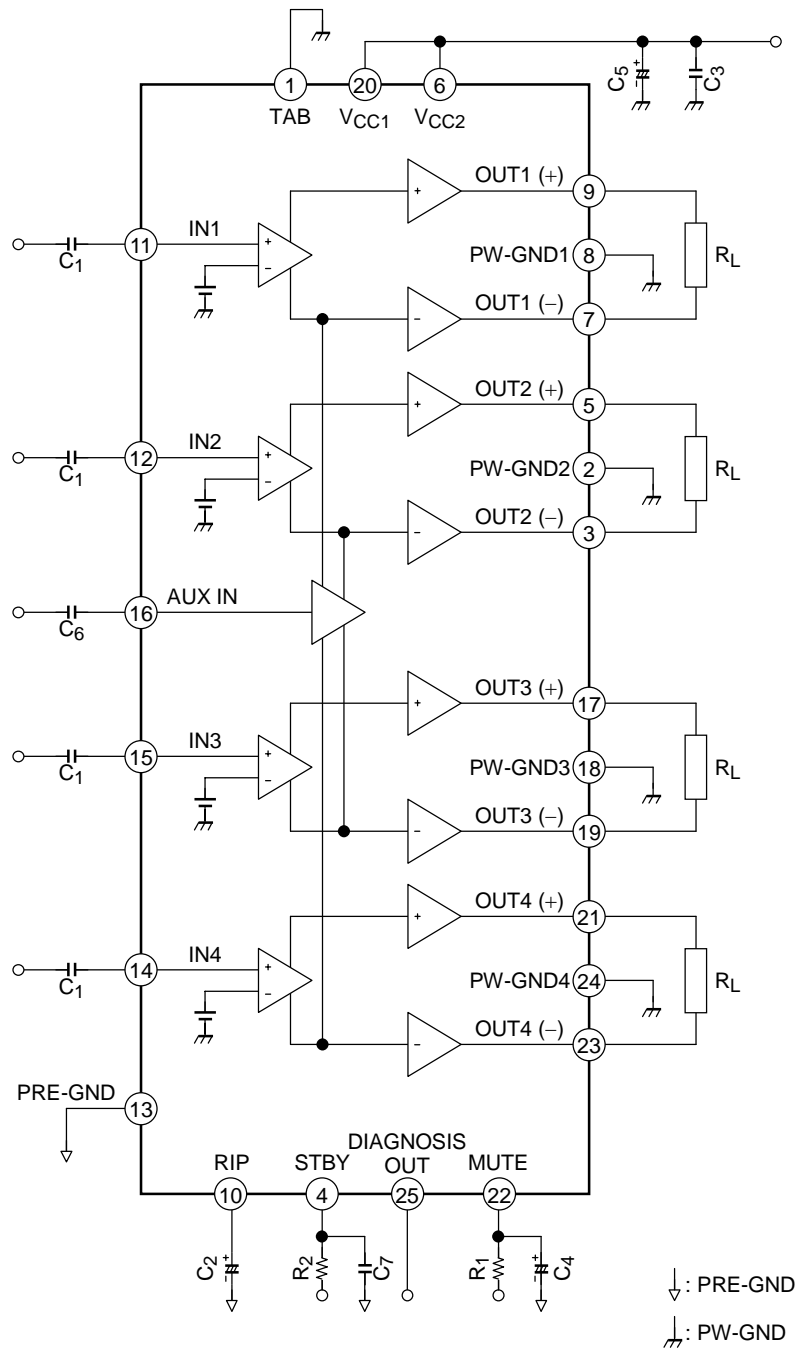 1 20 6
TAB VCC1 VCC2
C5 + - C3
OUT1 (+) 9
IN1 11 C1 + - +
PW-GND1 8 RL
OUT1 (−) 7 -
OUT2 (+) 5 +
IN2 12 C1 + -
PW-GND2 2 RL
OUT2 (−) 3 -
AUX IN 16 C6
OUT3 (+) 17 +
IN3 15 C1 + -
PW-GND3 18 RL
OUT3 (−) 19 -
OUT4 (+) 21 +
IN4 14 C1 + -
PW-GND4 24 RL
OUT4 (−) 23 -
PRE-GND 13
RIP STBY DIAGNOSIS OUT MUTE
10 4 25 22
C2 + - R2 C7 R1 C4 + -
: PRE-GND
: PW-GND